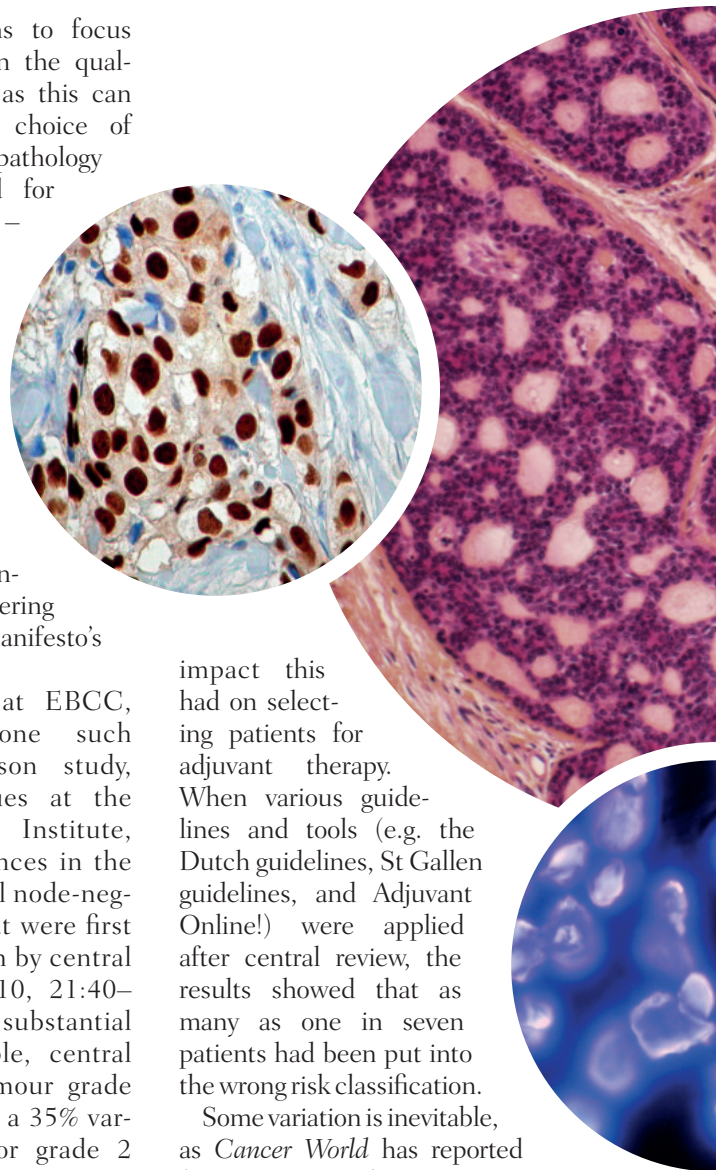 ns to focus
n the qual-
as this can
choice of
pathology
l for
–
n-
ering
anifesto's
at EBCC,
one such
son study,
ues at the
Institute,
nces in the
l node-neg-
t were first
n by central
10, 21:40–
substantial
ple, central
mour grade
a 35% var-
or grade 2
impact this
had on select-
ing patients for
adjuvant therapy.
When various guide-
lines and tools (e.g. the
Dutch guidelines, St Gallen
guidelines, and Adjuvant
Online!) were applied
after central review, the
results showed that as
many as one in seven
patients had been put into
the wrong risk classification.
Some variation is inevitable,
as Cancer World has reported